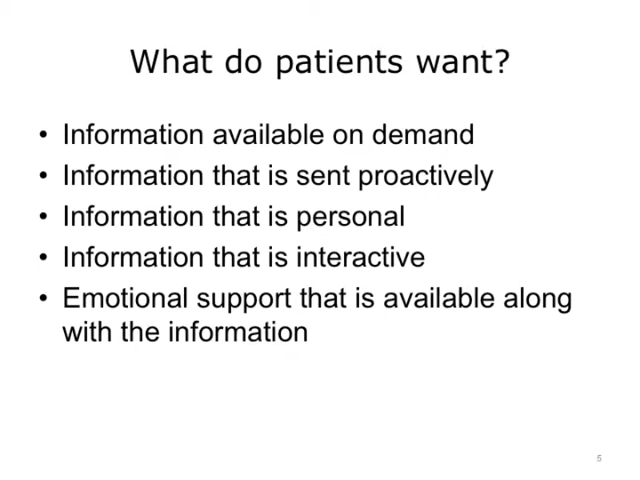 What do patients want?
• Information available on demand
• Information that is sent proactively
• Information that is personal
• Information that is interactive
• Emotional support that is available along
with the information
5